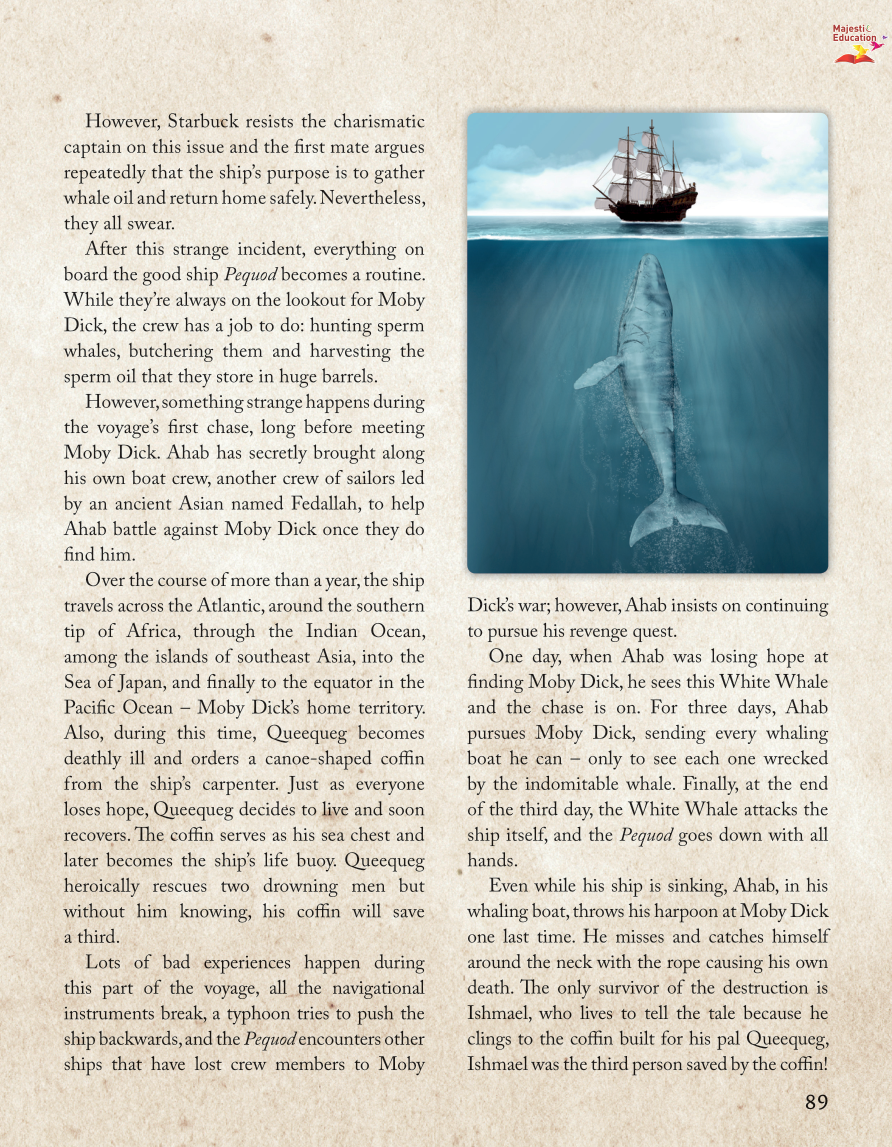 Majestic
Education
However, Starbuck resists the charismatic
captain on this issue and the first mate argues
repeatedly that the ship's purpose is to gather
whale oil and return home safely. Nevertheless,
they all swear.
After this strange incident, everything on
board the good ship Pequod becomes a routine.
While they're always on the lookout for Moby
Dick, the crew has a job to do: hunting sperm
whales, butchering them and harvesting the
sperm oil that they store in huge barrels.
However, something strange happens during
the voyage's first chase, long before meeting
Moby Dick. Ahab has secretly brought along
his own boat crew, another crew of sailors led
by an ancient Asian named Fedallah, to help
Ahab battle against Moby Dick once they do
find him.
Over the course of more than a year, the ship
travels across the Atlantic, around the southern
tip of Africa, through the Indian Ocean,
among the islands of southeast Asia, into the
Sea of Japan, and finally to the equator in the
Pacific Ocean – Moby Dick's home territory.
Also, during this time, Queequeg becomes
deathly ill and orders a canoe-shaped coffin
from the ship's carpenter. Just as everyone
loses hope, Queequeg decides to live and soon
recovers. The coffin serves as his sea chest and
later becomes the ship's life buoy. Queequeg
heroically rescues two drowning men but
without him knowing, his coffin will save
a third.
Lots of bad experiences happen during
this part of the voyage, all the navigational
instruments break, a typhoon tries to push the
ship backwards, and the Pequod encounters other
ships that have lost crew members to Moby
Dick's war; however, Ahab insists on continuing
to pursue his revenge quest.
One day, when Ahab was losing hope at
finding Moby Dick, he sees this White Whale
and the chase is on. For three days, Ahab
pursues Moby Dick, sending every whaling
boat he can – only to see each one wrecked
by the indomitable whale. Finally, at the end
of the third day, the White Whale attacks the
ship itself, and the Pequod goes down with all
hands.
Even while his ship is sinking, Ahab, in his
whaling boat, throws his harpoon at Moby Dick
one last time. He misses and catches himself
around the neck with the rope causing his own
death. The only survivor of the destruction is
Ishmael, who lives to tell the tale because he
clings to the coffin built for his pal Queequeg,
Ishmael was the third person saved by the coffin!
89